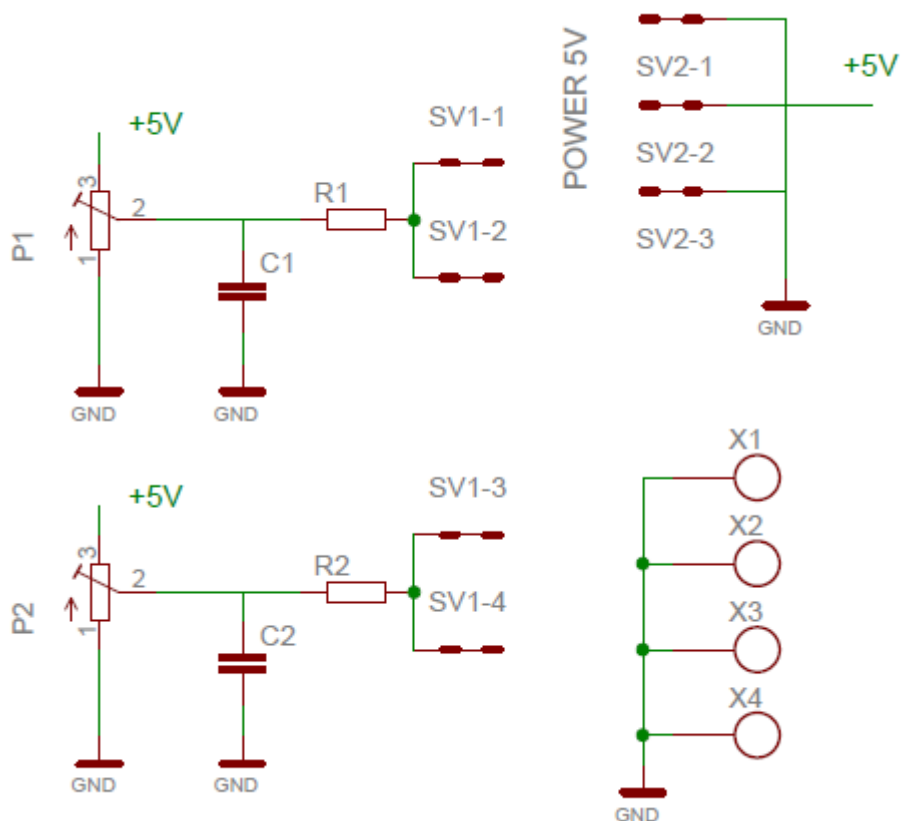 +5V
3
2
1
P1
C1
GND
GND
R1
SV1-1
SV1-2
POWER 5V
SV2-1
SV2-2
SV2-3
+5V
GND
+5V
3
2
1
P2
C2
GND
GND
R2
SV1-3
SV1-4
X1
X2
X3
X4
GND